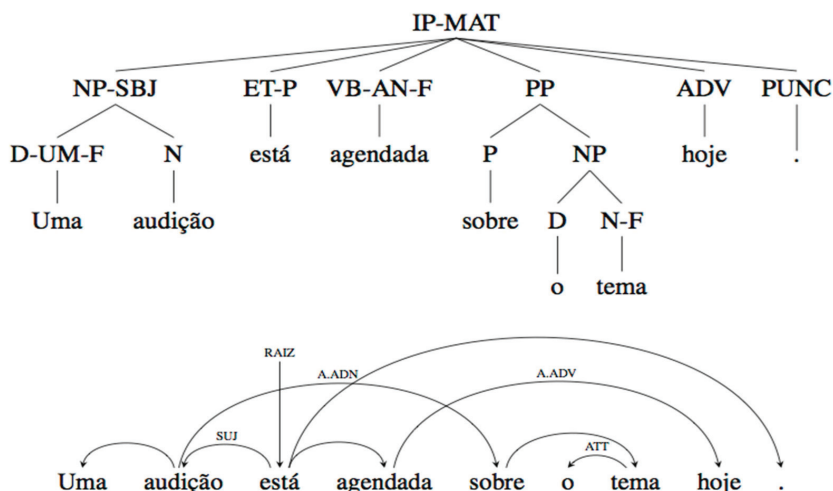 IP-MAT
NP-SBJ ET-P VB-AN-F PP ADV PUNC
D-UM-F N está agendada P NP hoje .
Uma audição sobre D N-F
o tema
RAIZ
A.ADN A.ADV
SUJ ATT
Uma audição está agendada sobre o tema hoje .